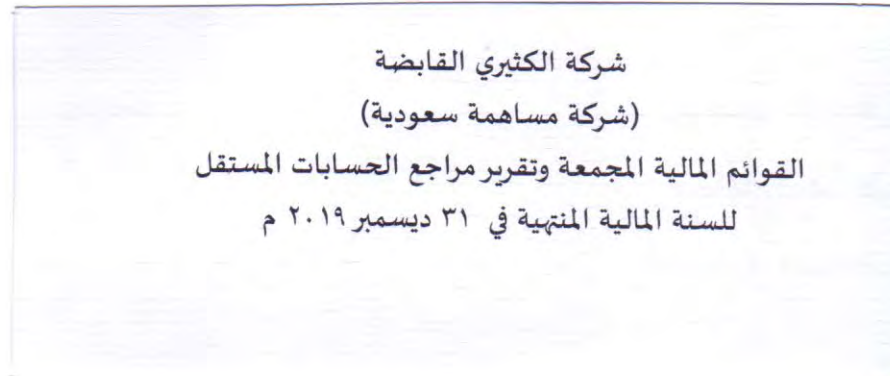 شركة الكثيري القابضة
(شركة مساهمة سعودية)
القوائم المالية المجمعة وتقرير مراجع الحسابات المستقل
للسنة المالية المنتهية في ٣١ ديسمبر ٢٠١٩ م